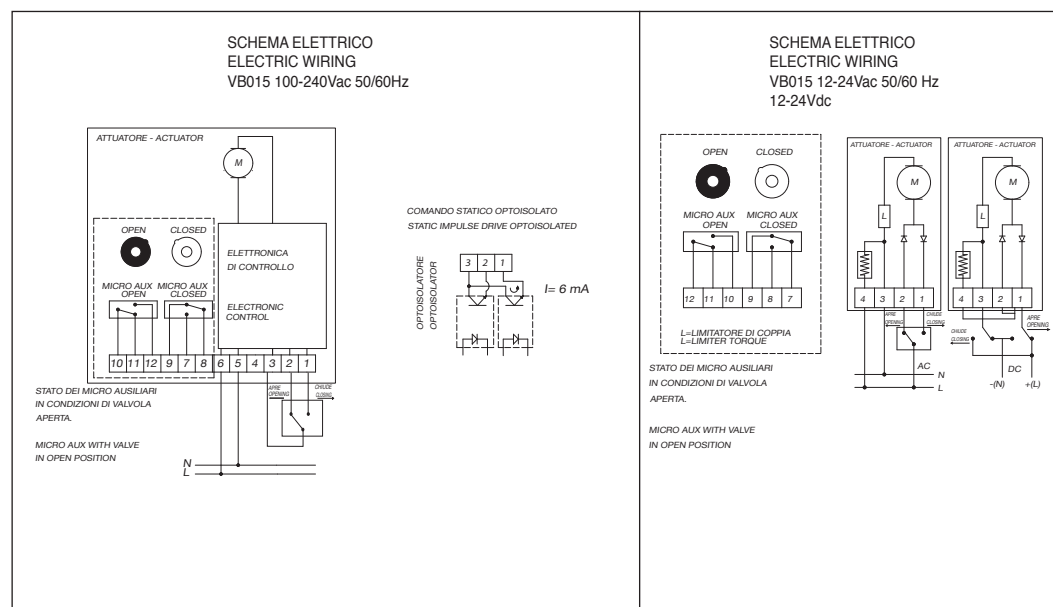 SCHEMA ELETTRICO
ELECTRIC WIRING
VB015 100-240Vac 50/60Hz
ATTUATORE - ACTUATOR
M
OPEN CLOSED
MICRO AUX OPEN
MICRO AUX CLOSED
ELETTRONICA
DI CONTROLLO
ELECTRONIC
CONTROL
10 11 12 9 7 8 6 5 4 3 2 1
APRE
OPENING
CHIUDE
CLOSING
STATO DEI MICRO AUSILIARI
IN CONDIZIONI DI VALVOLA
APERTA.
MICRO AUX WITH VALVE
IN OPEN POSITION
N
L
COMANDO STATICO OPTOISOLATO
STATIC IMPULSE DRIVE OPTOISOLATED
OPTOISOLATORE
OPTOISOLATOR
3 2 1
I= 6 mA
SCHEMA ELETTRICO
ELECTRIC WIRING
VB015 12-24Vac 50/60 Hz
12-24Vdc
OPEN CLOSED
MICRO AUX OPEN
MICRO AUX CLOSED
12 11 10 9 8 7
L=LIMITATORE DI COPPIA
L=LIMITER TORQUE
STATO DEI MICRO AUSILIARI
IN CONDIZIONI DI VALVOLA
APERTA.
MICRO AUX WITH VALVE
IN OPEN POSITION
ATTUATORE - ACTUATOR
M
L
4 3 2 1
APRE
OPENING
CHIUDE
CLOSING
AC
N
L
ATTUATORE - ACTUATOR
M
L
4 3 2 1
CHIUDE
CLOSING
APRE
OPENING
DC
-(N)
+(L)